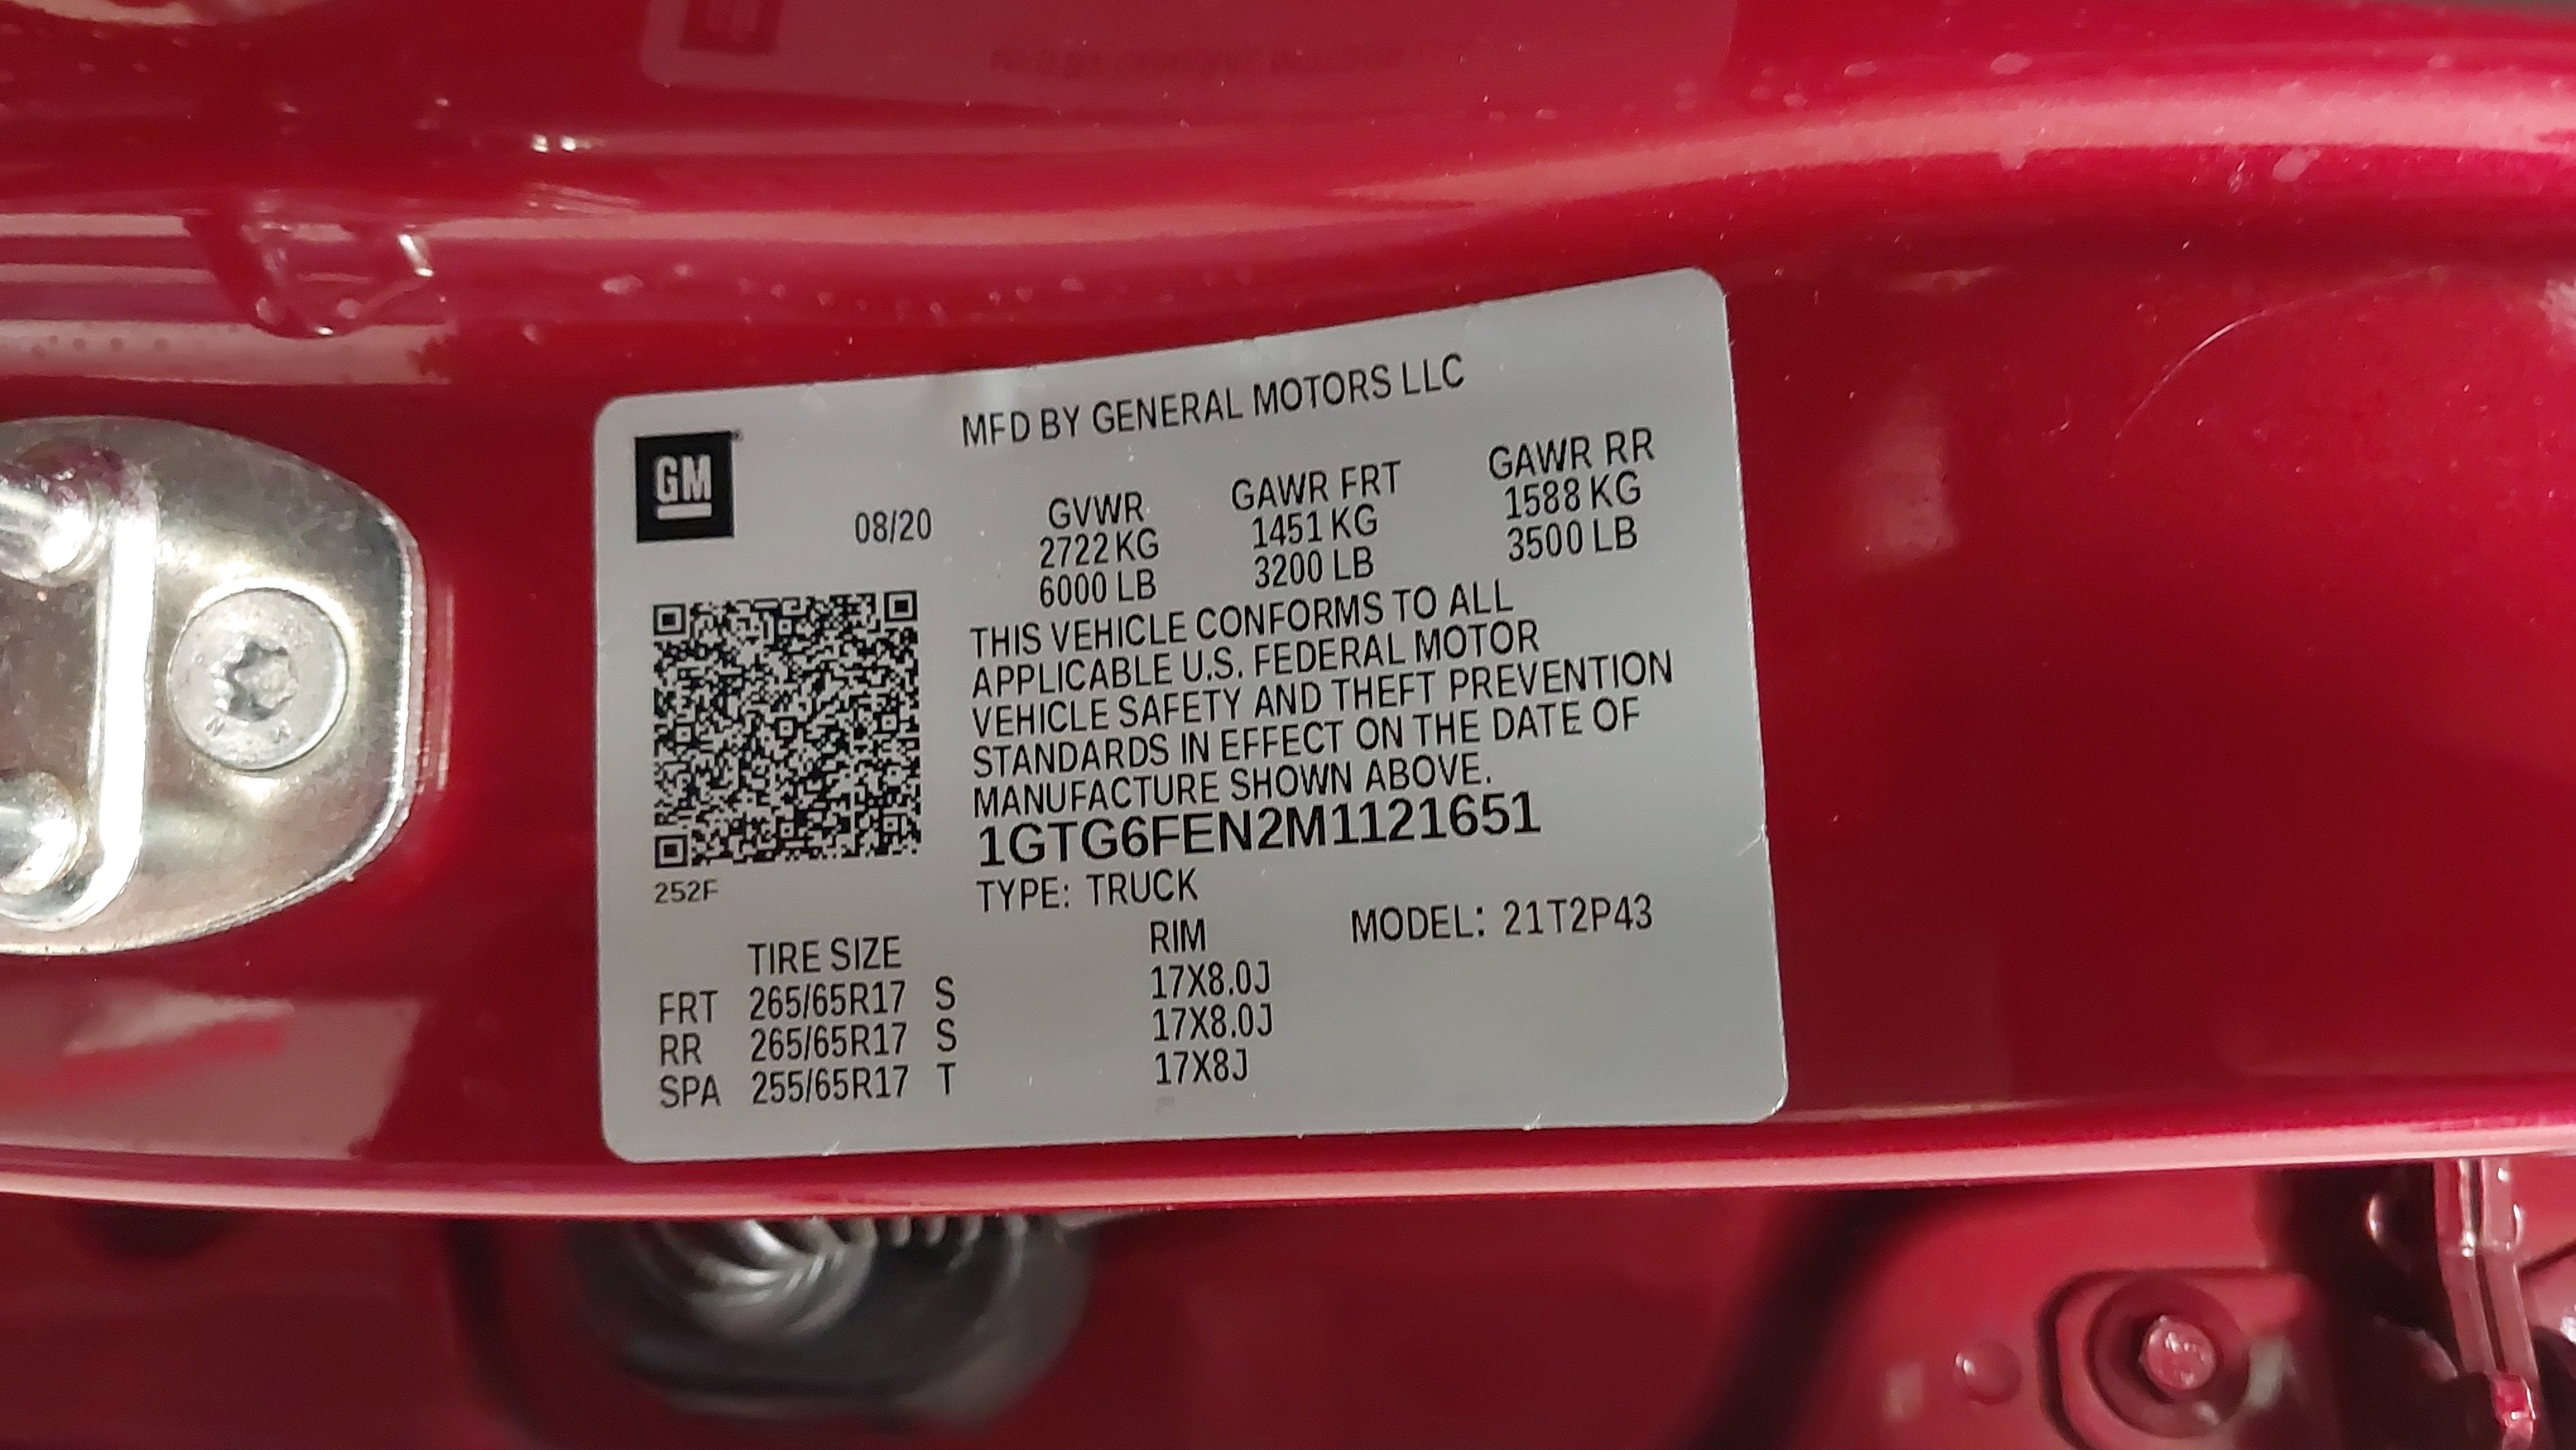 MFD BY GENERAL MOTORS LLC
GM
08/20
GVWR GAWR FRT GAWR RR
2722 KG 1451 KG 1588 KG
6000 LB 3200 LB 3500 LB
THIS VEHICLE CONFORMS TO ALL
APPLICABLE U.S. FEDERAL MOTOR
VEHICLE SAFETY AND THEFT PREVENTION
STANDARDS IN EFFECT ON THE DATE OF
MANUFACTURE SHOWN ABOVE.
1GTG6FEN2M1121651
252F
TYPE: TRUCK
MODEL: 21T2P43
TIRE SIZE RIM
FRT 265/65R17 S 17X8.0J
RR 265/65R17 S 17X8.0J
SPA 255/65R17 T 17X8J